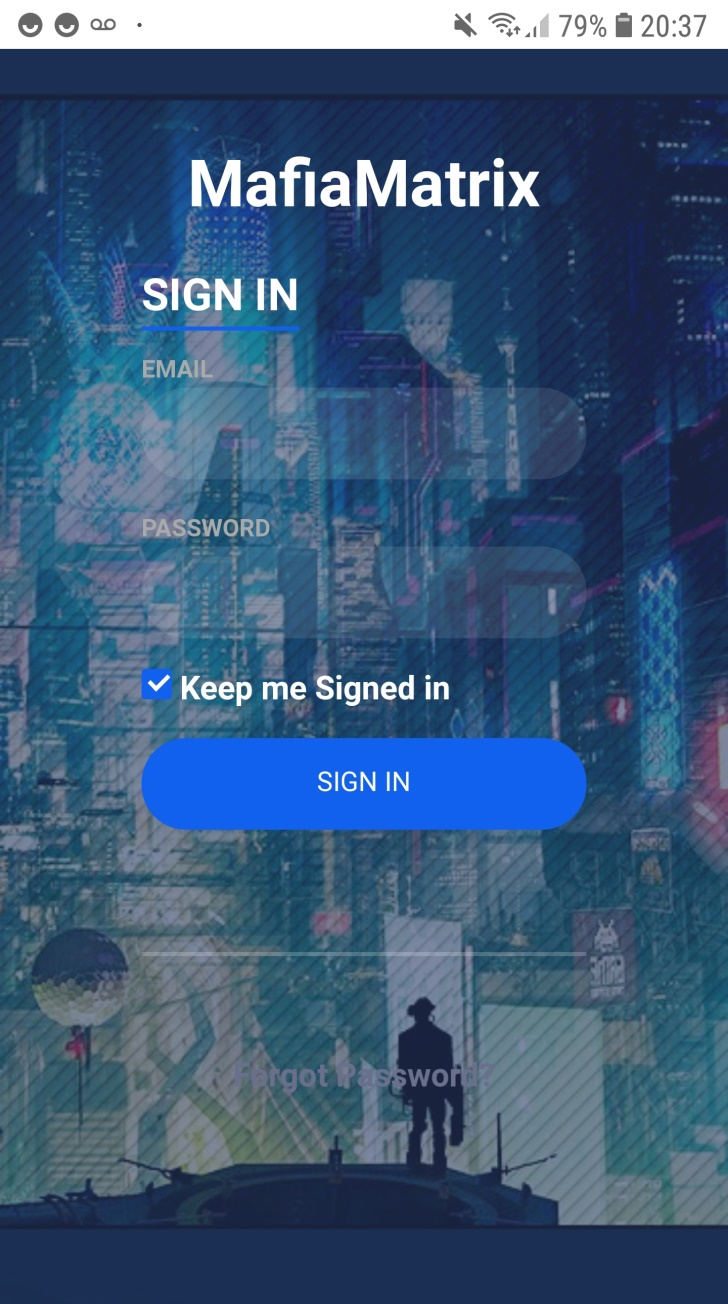 79% 20:37
MafiaMatrix
SIGN IN
EMAIL
PASSWORD
Keep me Signed in
SIGN IN
Forgot Password?